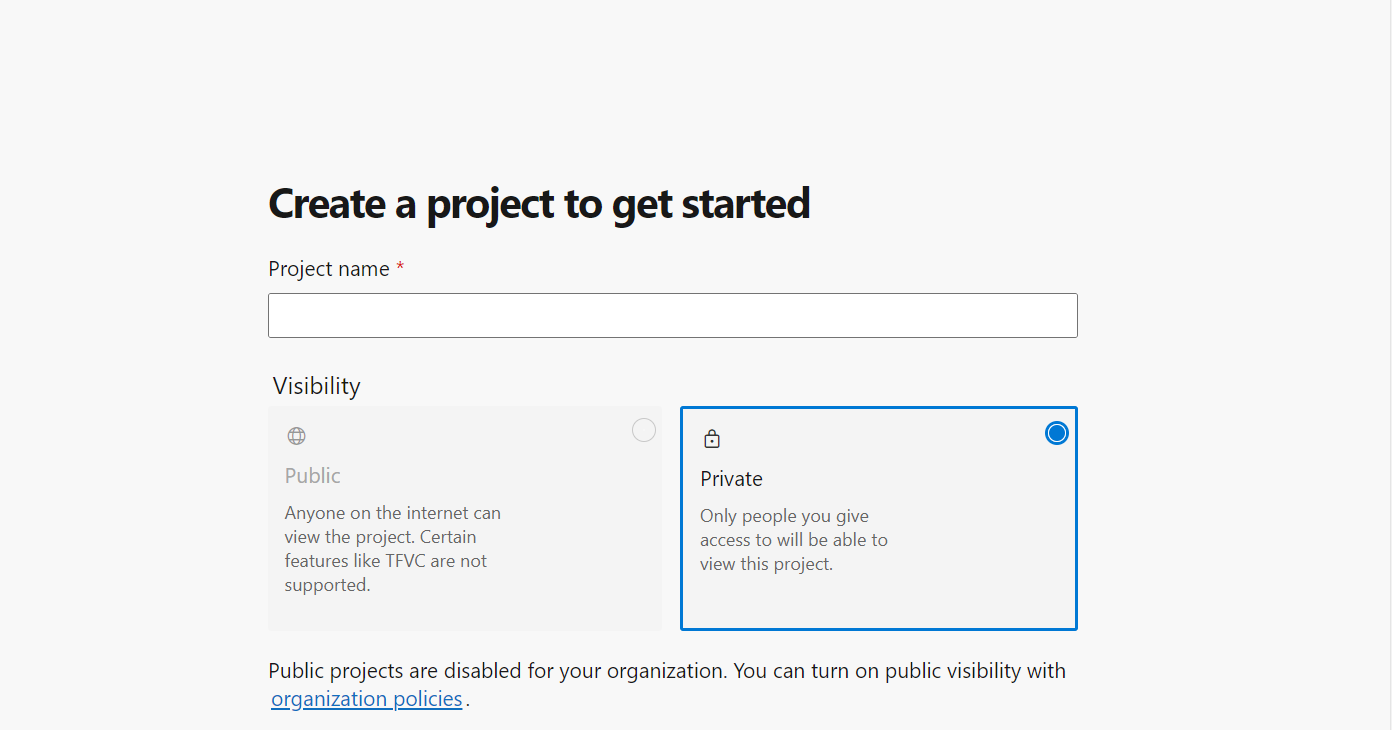 Create a project to get started
Project name *
Visibility
Public
Anyone on the internet can
view the project. Certain
features like TFVC are not
supported.
Private
Only people you give
access to will be able to
view this project.
Public projects are disabled for your organization. You can turn on public visibility with
organization policies.